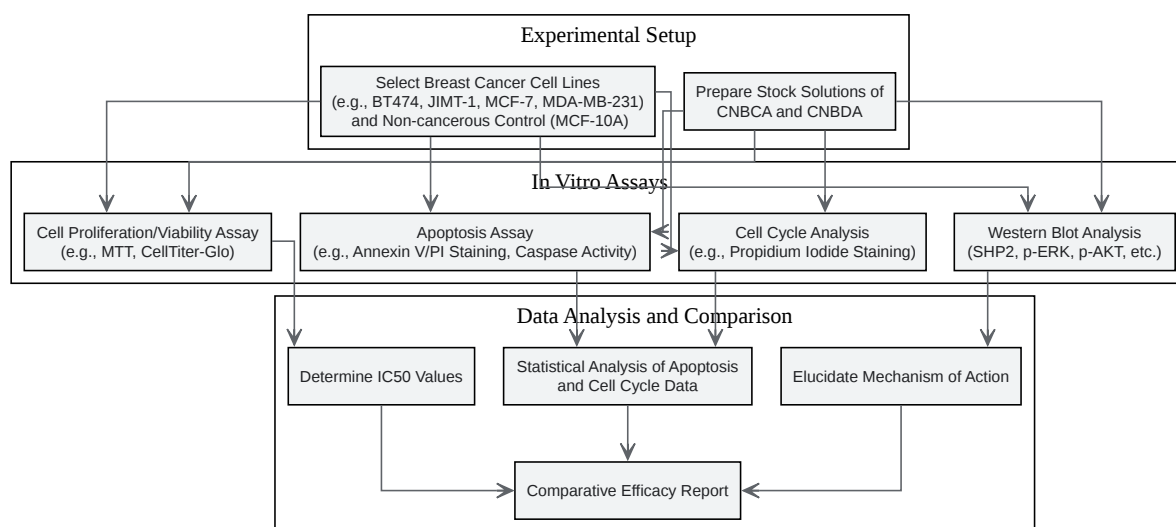 Experimental Setup
Select Breast Cancer Cell Lines
(e.g., BT474, JIMT-1, MCF-7, MDA-MB-231)
and Non-cancerous Control (MCF-10A)
Prepare Stock Solutions of
CNBCA and CNBDA
In Vitro Assays
Cell Proliferation/Viability Assay
(e.g., MTT, CellTiter-Glo)
Apoptosis Assay
(e.g., Annexin V/PI Staining, Caspase Activity)
Cell Cycle Analysis
(e.g., Propidium Iodide Staining)
Western Blot Analysis
(SHP2, p-ERK, p-AKT, etc.)
Data Analysis and Comparison
Determine IC50 Values
Statistical Analysis of Apoptosis
and Cell Cycle Data
Elucidate Mechanism of Action
Comparative Efficacy Report